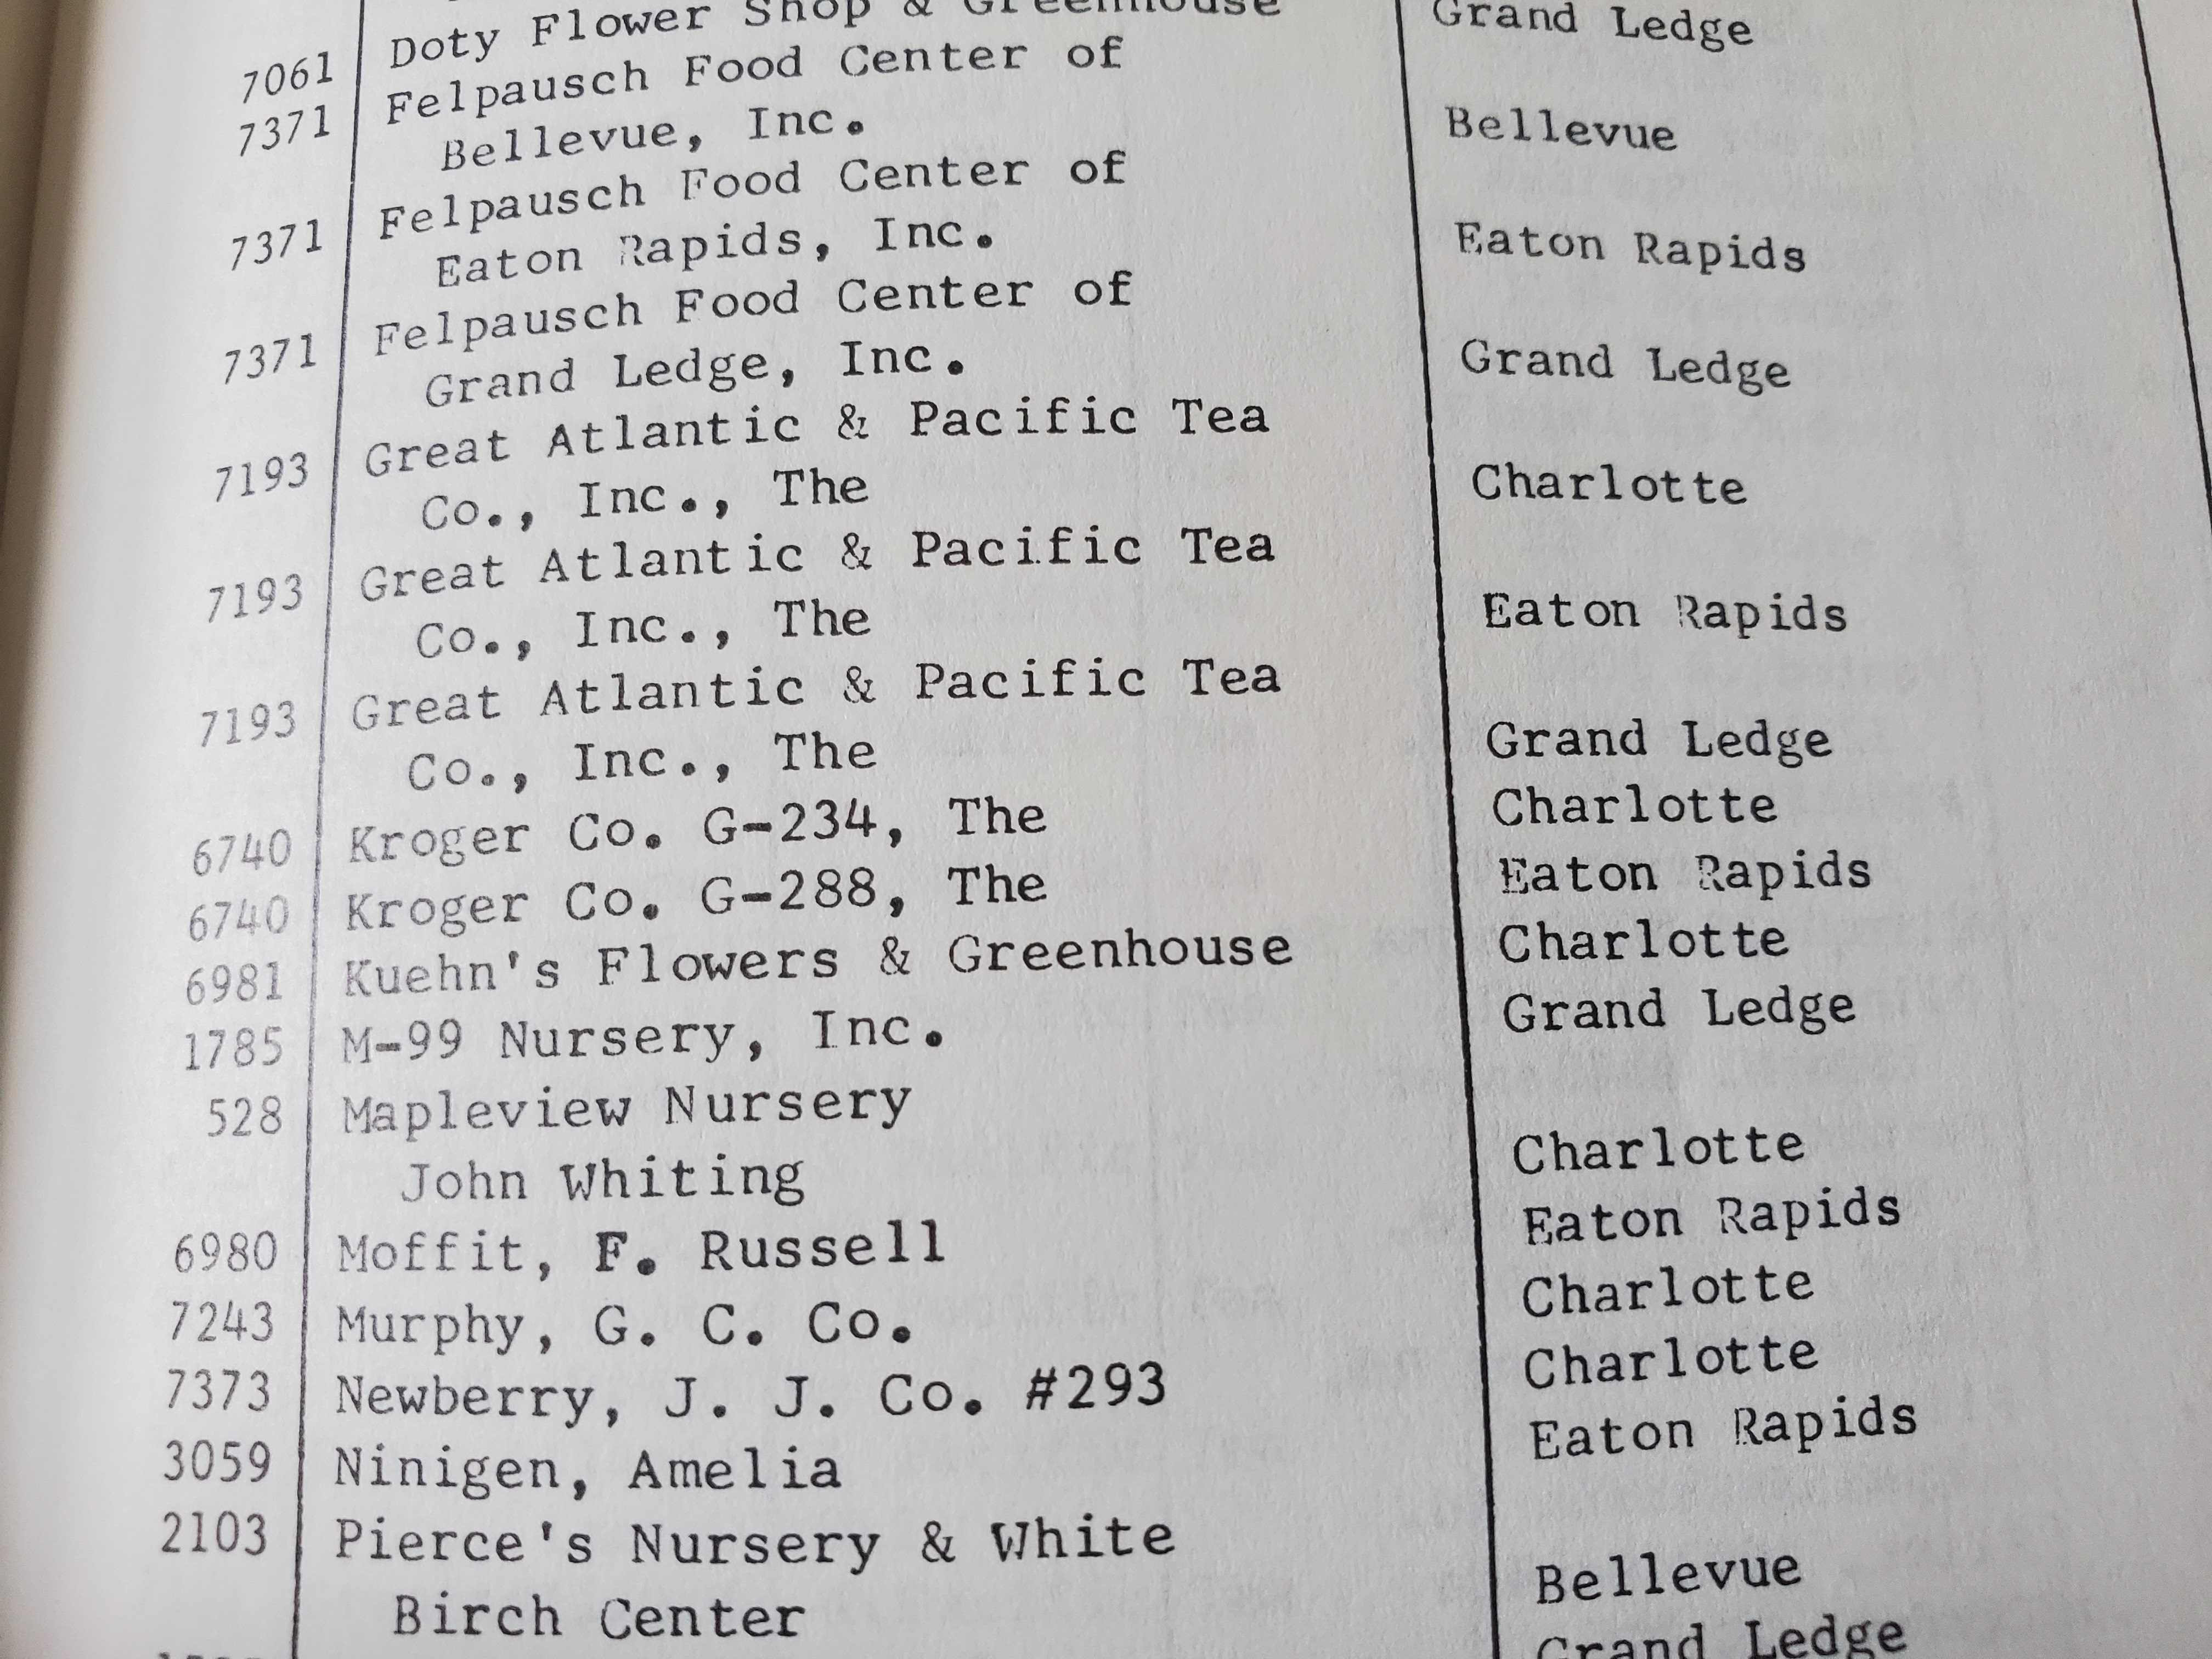 7061 Doty Flower Shop & Greenhouse Grand Ledge
7371 Felpausch Food Center of
Bellevue, Inc. Bellevue
7371 Felpausch Food Center of
Eaton Rapids, Inc. Eaton Rapids
7371 Felpausch Food Center of
Grand Ledge, Inc. Grand Ledge
7193 Great Atlantic & Pacific Tea
Co., Inc., The Charlotte
7193 Great Atlantic & Pacific Tea
Co., Inc., The Eaton Rapids
7193 Great Atlantic & Pacific Tea
Co., Inc., The Grand Ledge
6740 Kroger Co. G-234, The Charlotte
6740 Kroger Co. G-288, The Eaton Rapids
6981 Kuehn's Flowers & Greenhouse Charlotte
1785 M-99 Nursery, Inc. Grand Ledge
528 Mapleview Nursery
John Whiting Charlotte
6980 Moffit, F. Russell Eaton Rapids
7243 Murphy, G. C. Co. Charlotte
7373 Newberry, J. J. Co. #293 Charlotte
3059 Ninigen, Amelia Eaton Rapids
2103 Pierce's Nursery & White
Birch Center Bellevue
Grand Ledge